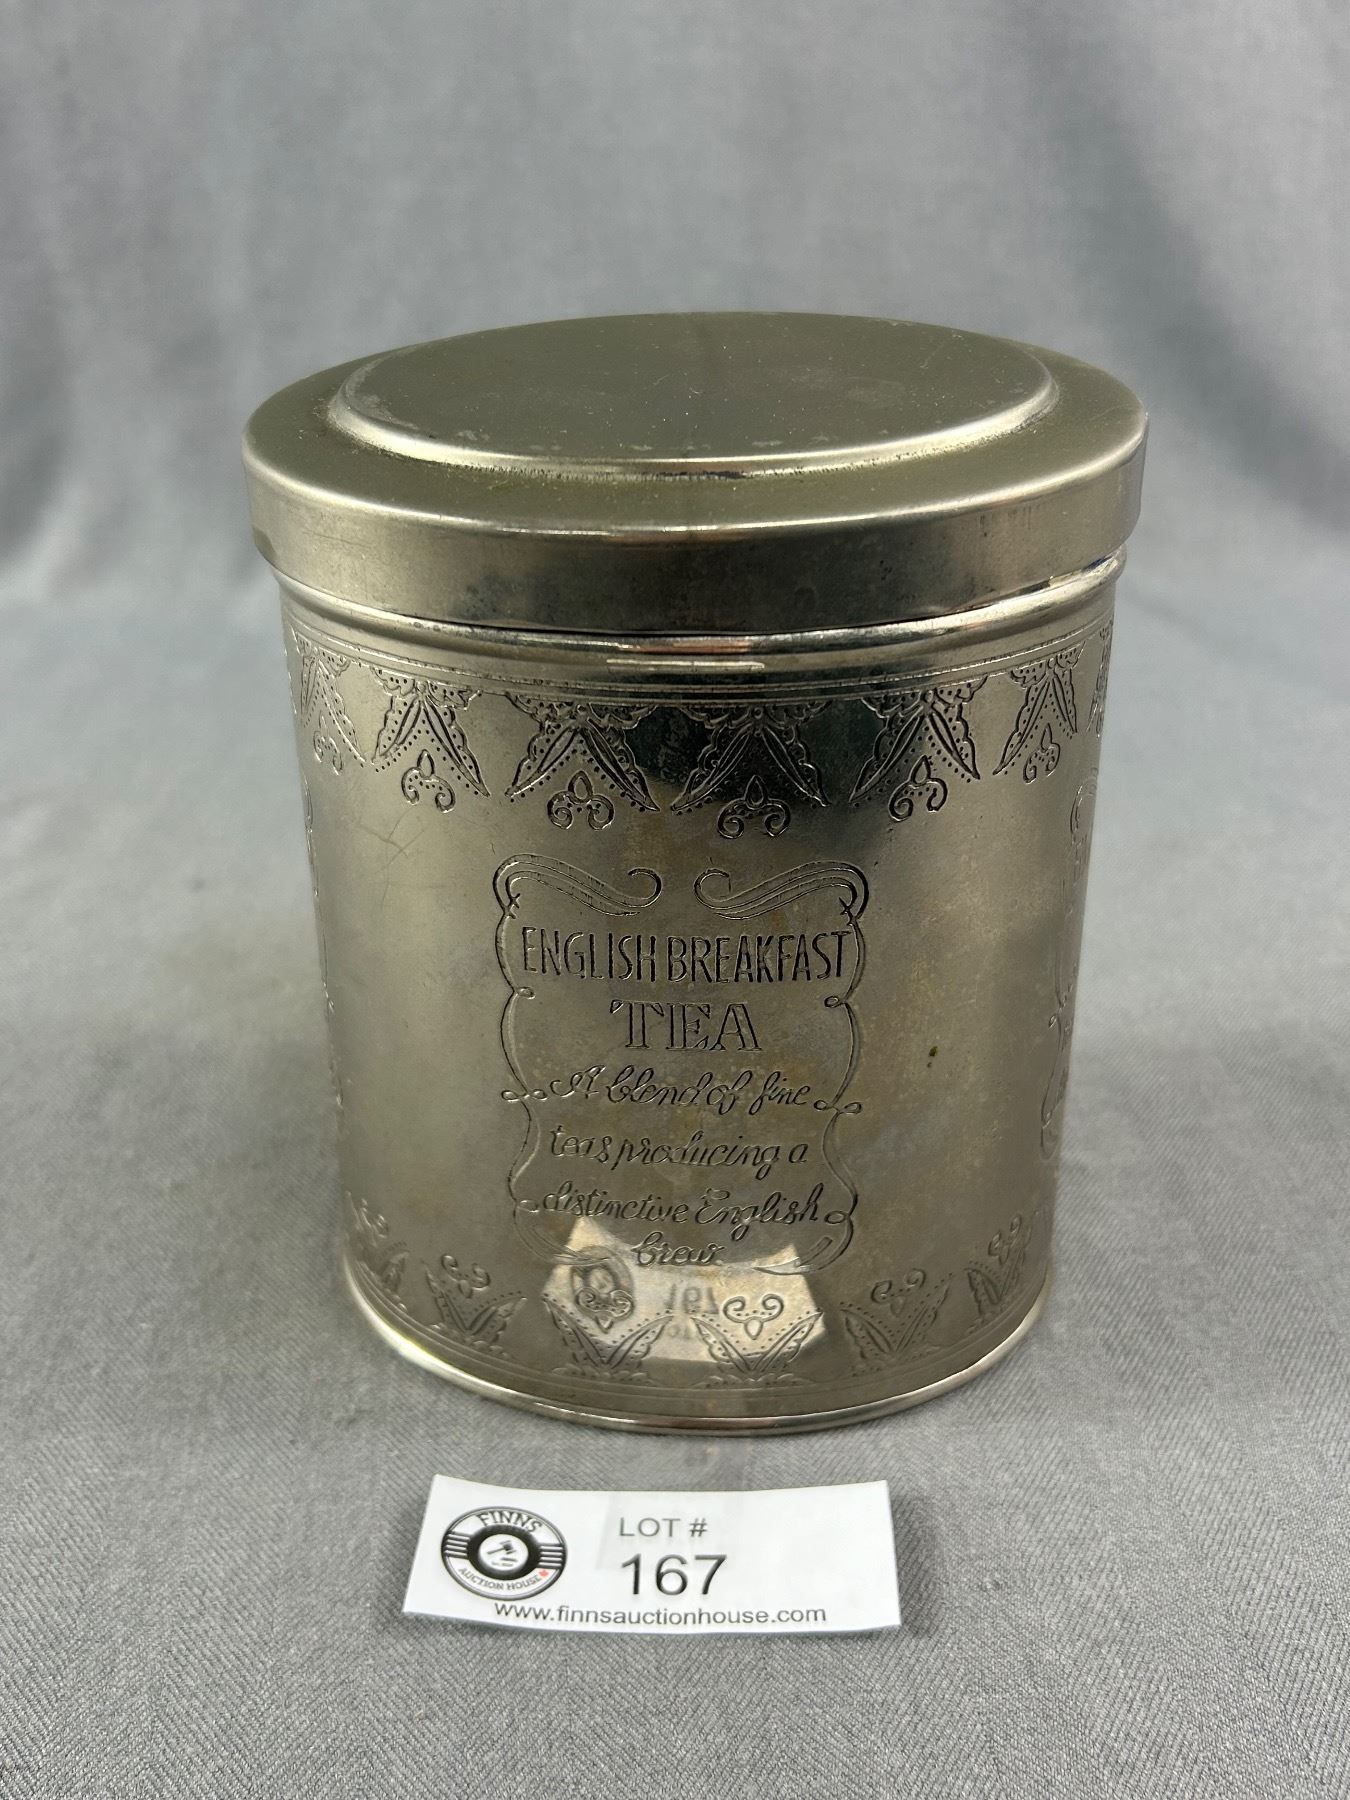 ENGLISH BREAKFAST
TEA
A blend of fine
teas producing a
distinctive English
brew.
FINNS
AUCTION HOUSE
LOT #
167
www.finnsauctionhouse.com